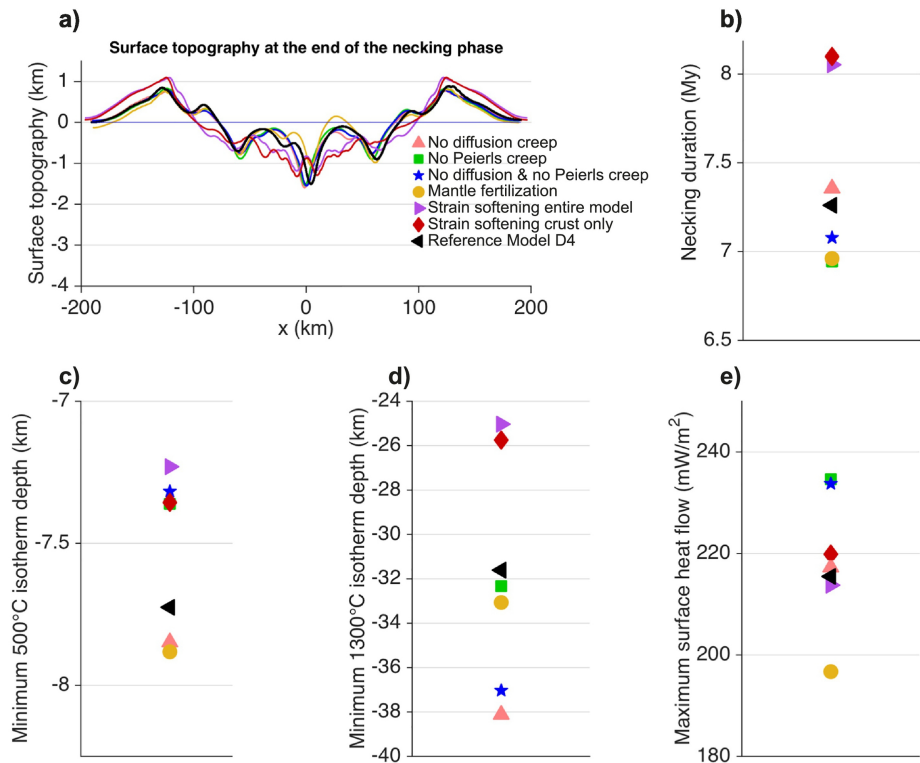 a)
Surface topography at the end of the necking phase
Surface topography (km)
1
0
-1
-2
-3
-4
-200
-100
0
100
200
x (km)
No diffusion creep
No Peierls creep
No diffusion & no Peierls creep
Mantle fertilization
Strain softening entire model
Strain softening crust only
Reference Model D4
b)
Necking duration (My)
8
7.5
7
6.5
c)
Minimum 500°C isotherm depth (km)
-7
-7.5
-8
d)
Minimum 1300°C isotherm depth (km)
-24
-26
-28
-30
-32
-34
-36
-38
-40
e)
Maximum surface heat flow (mW/m²)
240
220
200
180